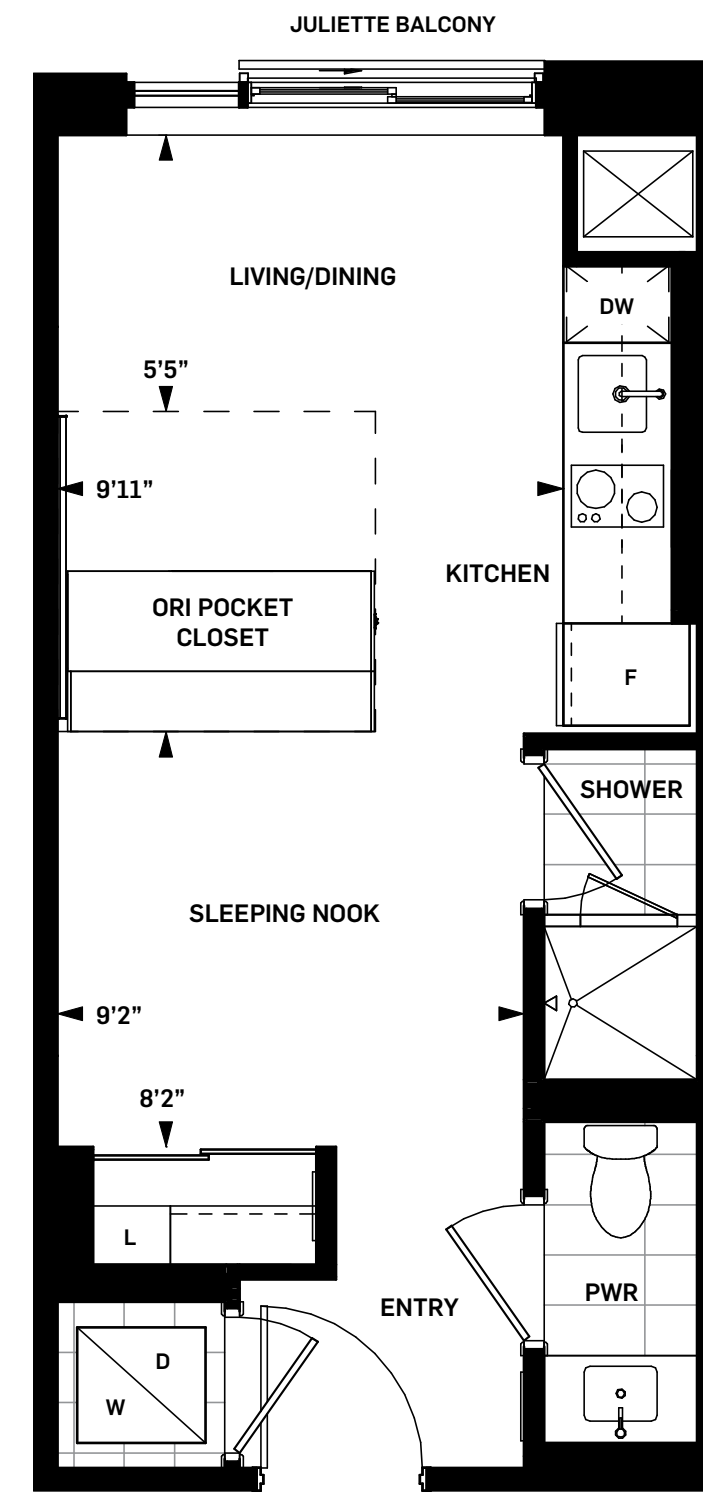 JULIETTE BALCONY
LIVING/DINING
DW
5’5”
9’11”
KITCHEN
ORI POCKET
CLOSET
F
SHOWER
SLEEPING NOOK
9’2”
8’2”
L
PWR
ENTRY
D
W